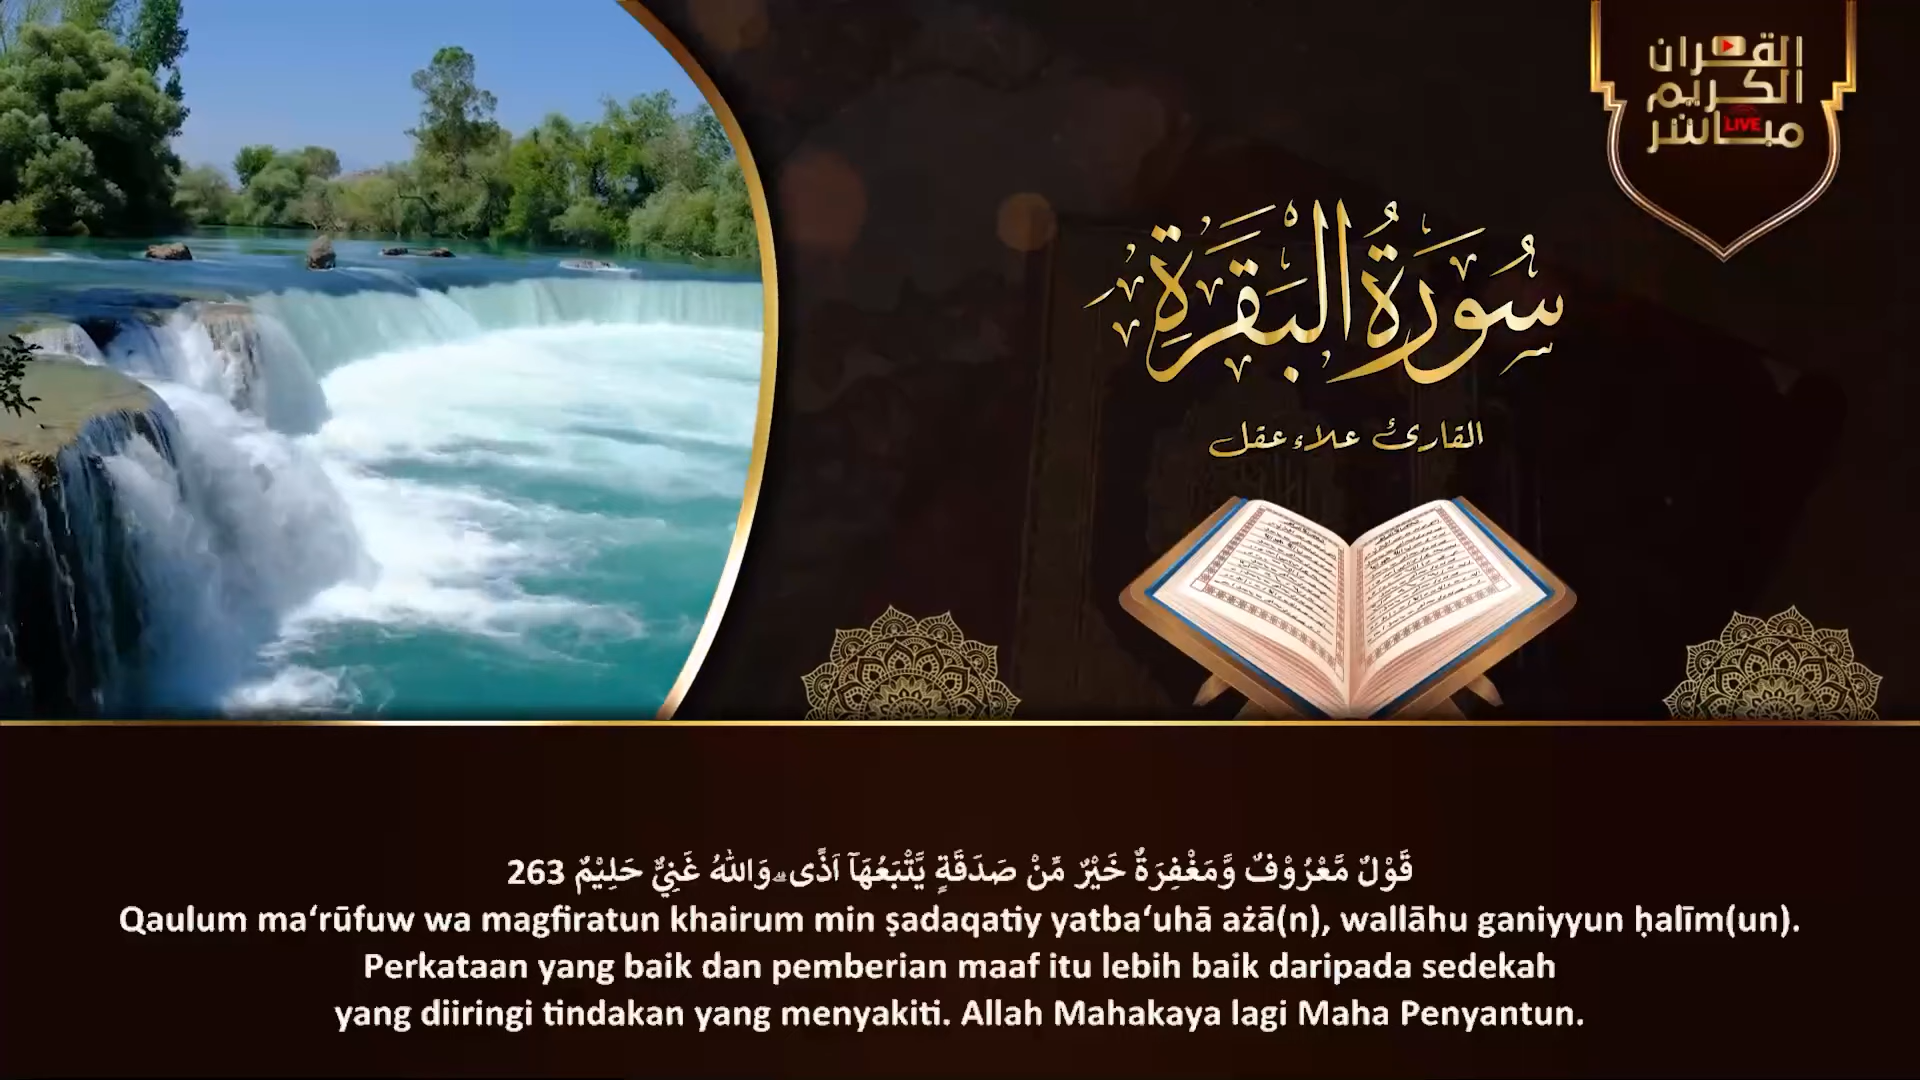 القرآن
الكريم
مباشر
LIVE
سُورَةُ البَقَرَةِ
القارئ علاء عقل
قَوْلٌ مَّعْرُوْفٌ وَّمَغْفِرَةٌ خَيْرٌ مِّنْ صَدَقَةٍ يَّتْبَعُهَآ اَذًىۗ وَاللّٰهُ غَنِيٌّ حَلِيْمٌ 263
Qaulum ma‘rūfuw wa magfiratun khairum min ṣadaqatiy yatba‘uhā ażā(n), wallāhu ganiyyun ḥalīm(un).
Perkataan yang baik dan pemberian maaf itu lebih baik daripada sedekah
yang diiringi tindakan yang menyakiti. Allah Mahakaya lagi Maha Penyantun.